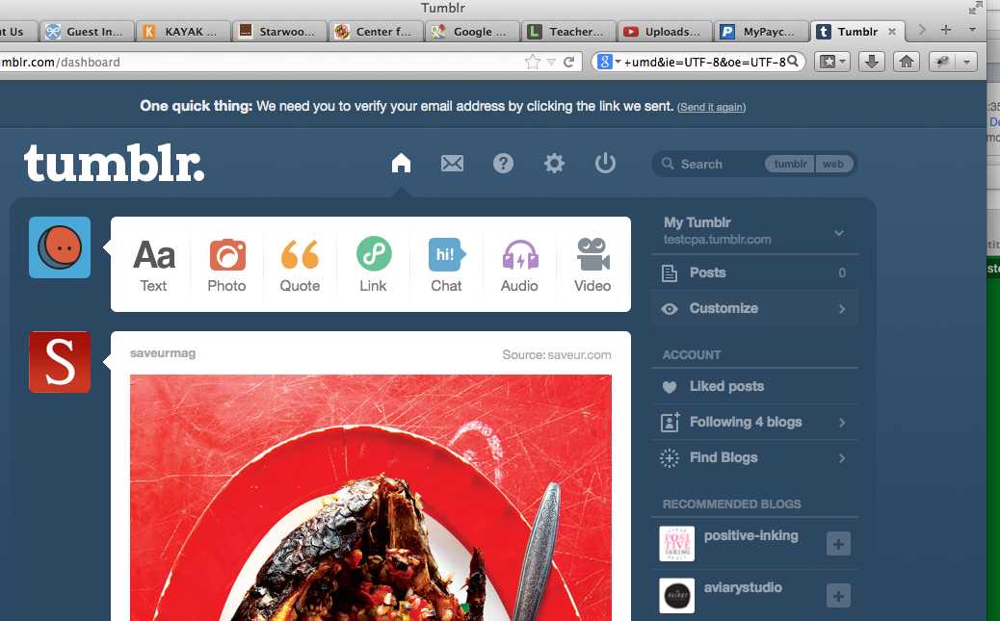 Tumblr
ut Us
Guest In...
KAYAK ...
Starwoo...
Center f...
Google ...
Teacher...
Uploads...
MyPayc...
Tumblr
mblr.com/dashboard
+umd&ie=UTF-8&oe=UTF-8
One quick thing: We need to verify your email address by clicking the link we sent. (Send it again)
tumblr.
Search
tumblr
web
Aa
Text
Photo
Quote
Link
hi!
Chat
Audio
Video
My Tumblr
testcpa.tumblr.com
Posts
0
Customize
ACCOUNT
Liked posts
Following 4 blogs
Find Blogs
RECOMMENDED BLOGS
positive-inking
aviarystudio
S
saveurmag
Source: saveur.com
POSI
TIVE
INKING